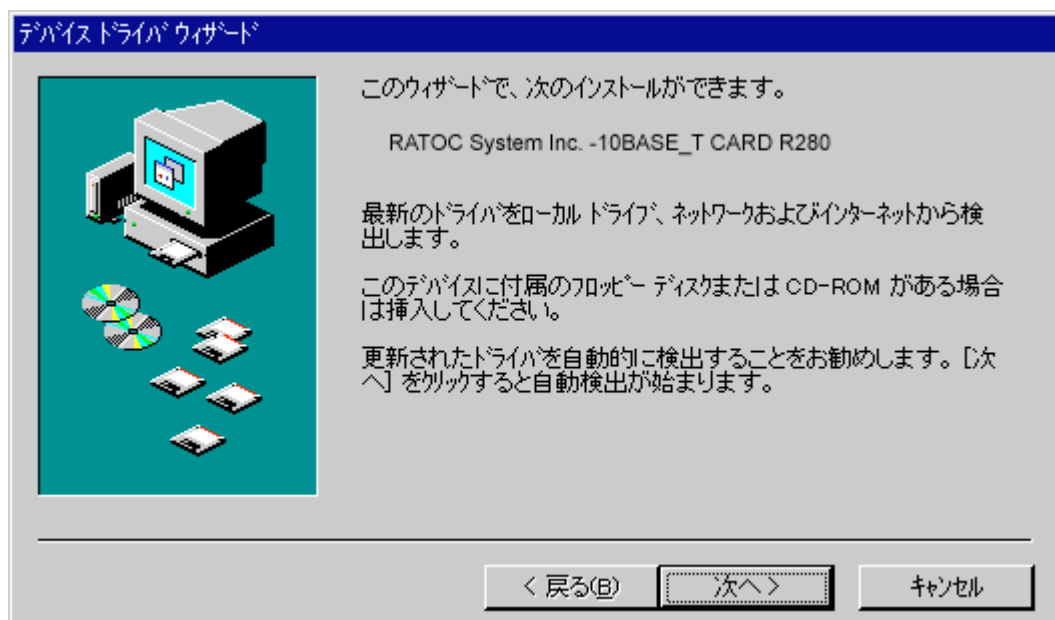 ﾃﾞﾊﾞｲｽ ﾄﾞﾗｲﾊﾞ ｳｨｻﾞｰﾄﾞ
このｳｨｻﾞｰﾄﾞで、次のｲﾝｽﾄｰﾙができます。
RATOC System Inc. -10BASE_T CARD R280
最新のﾄﾞﾗｲﾊﾞをﾛｰｶﾙ ﾄﾞﾗｲﾌﾞ、ﾈｯﾄﾜｰｸおよびｲﾝﾀｰﾈｯﾄから検
出します。
このﾃﾞﾊﾞｲｽに付属のﾌﾛｯﾋﾟｰ ﾃﾞｨｽｸまたは CD-ROM がある場合
は挿入してください。
更新されたﾄﾞﾗｲﾊﾞを自動的に検出することをお勧めします。[次
へ] をｸﾘｯｸすると自動検出が始まります。
< 戻る(B)
次へ >
ｷｬﾝｾﾙ